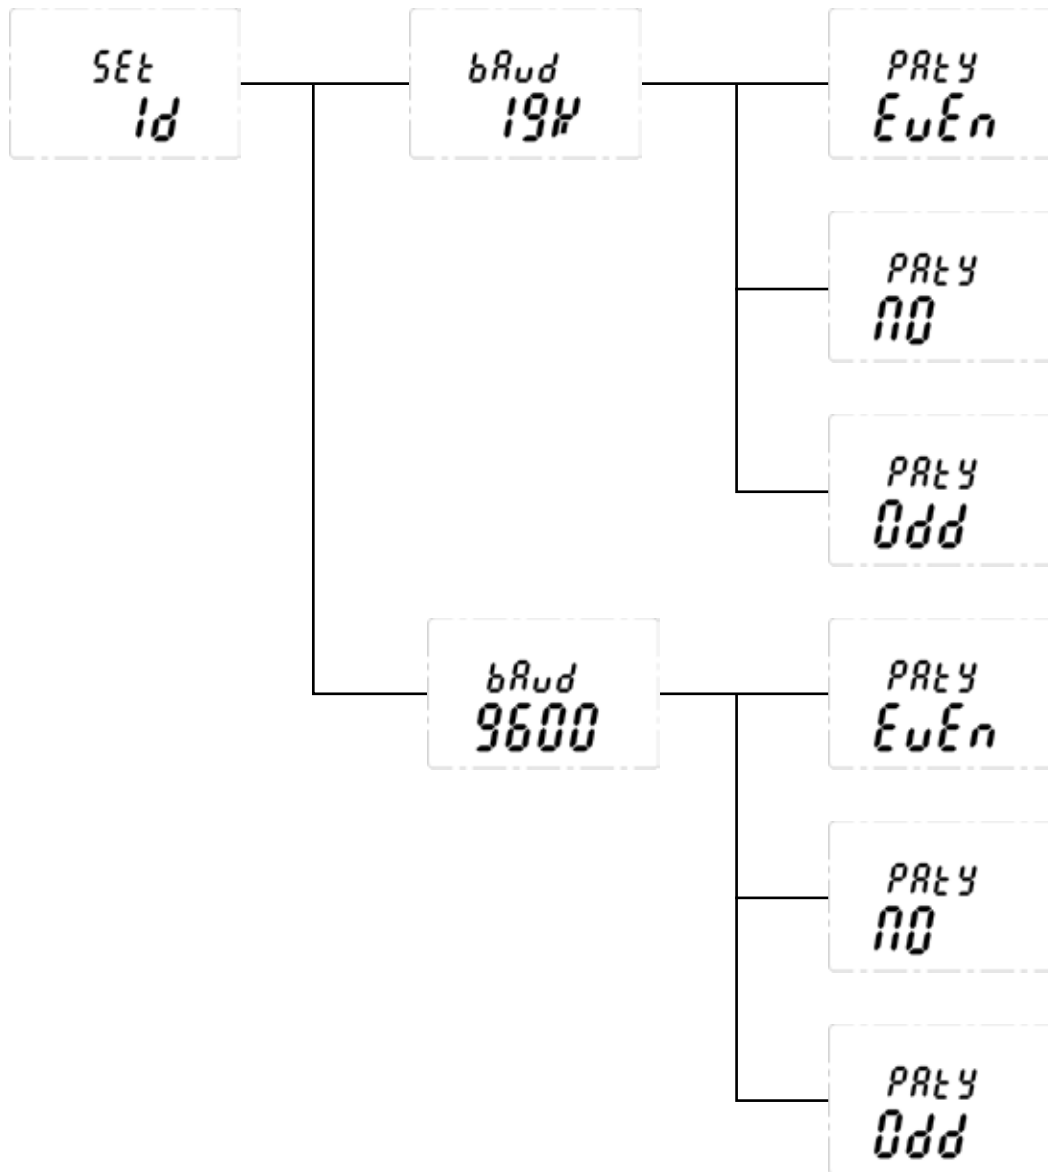 SEt
Id
bAud
19K
PAtY
EvEn
PAtY
NO
PAtY
Odd
bAud
9600
PAtY
EvEn
PAtY
NO
PAtY
Odd